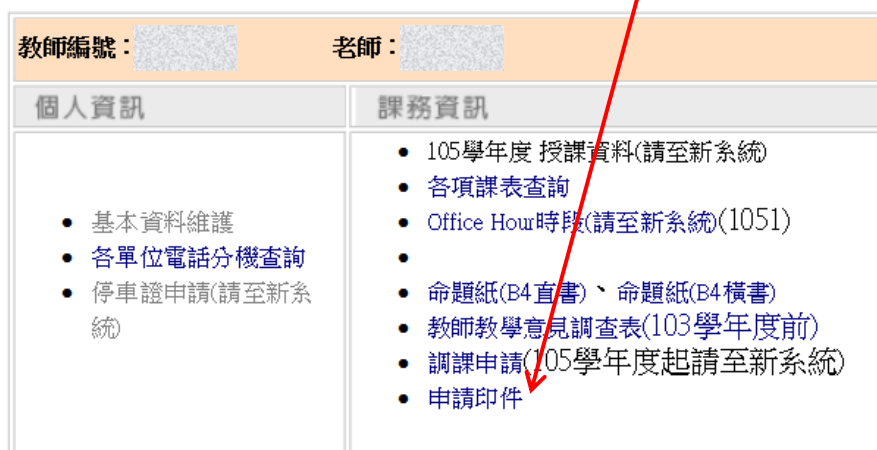 教師編號： 老師：
個人資訊
基本資料維護
各單位電話分機查詢
停車證申請(請至新系
統)
課務資訊
105學年度 授課資料(請至新系統)
各項課表查詢
Office Hour時段(請至新系統)(1051)
命題紙(B4直書)、命題紙(B4橫書)
教師教學意見調查表(103學年度前)
調課申請(105學年度起請至新系統)
申請印件